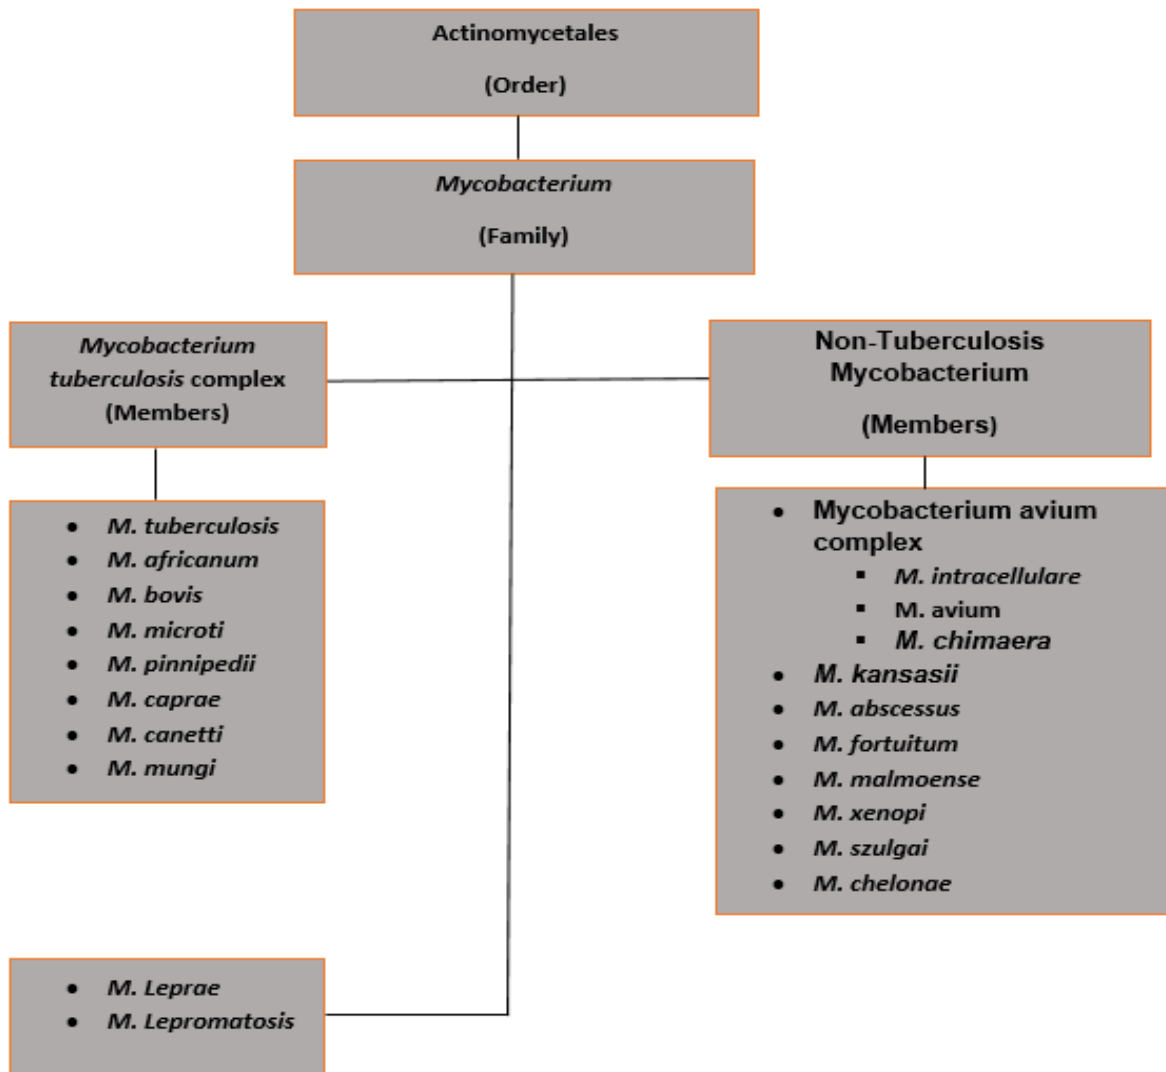 Actinomycetales
(Order)
Mycobacterium
(Family)
Mycobacterium
tuberculosis complex
(Members)
Non-Tuberculosis
Mycobacterium
(Members)
• M. tuberculosis
• M. africanum
• M. bovis
• M. microti
• M. pinnipedii
• M. caprae
• M. canetti
• M. mungi
• Mycobacterium avium
complex
▪ M. intracellulare
▪ M. avium
▪ M. chimaera
• M. kansasii
• M. abscessus
• M. fortuitum
• M. malmoense
• M. xenopi
• M. szulgai
• M. chelonae
• M. Leprae
• M. Lepromatosis